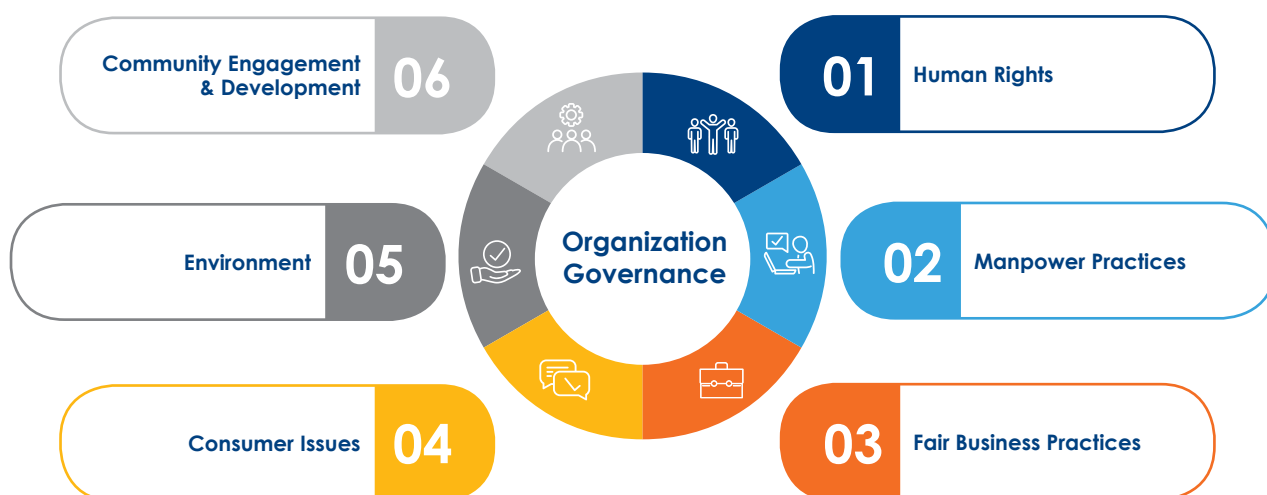 Community Engagement
& Development
06
01
Human Rights
Organization
Governance
Environment
05
02
Manpower Practices
Consumer Issues
04
03
Fair Business Practices